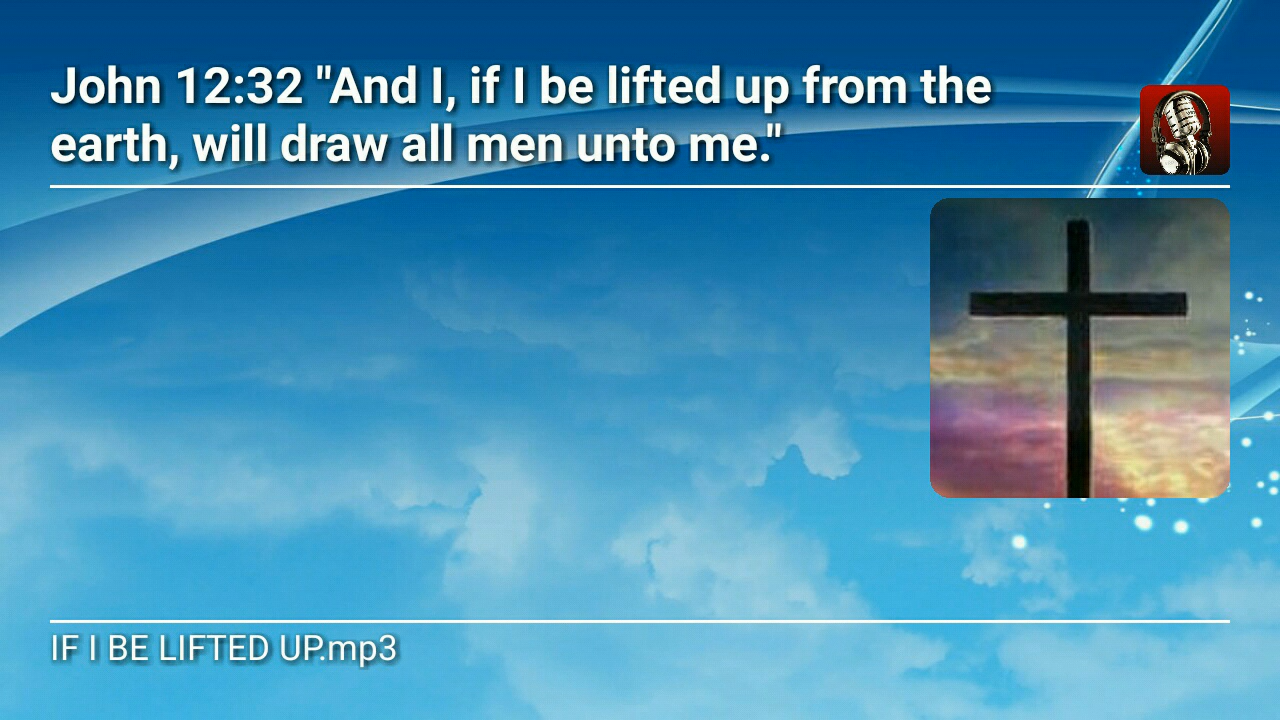 John 12:32 "And I, if I be lifted up from the
earth, will draw all men unto me."
IF I BE LIFTED UP.mp3